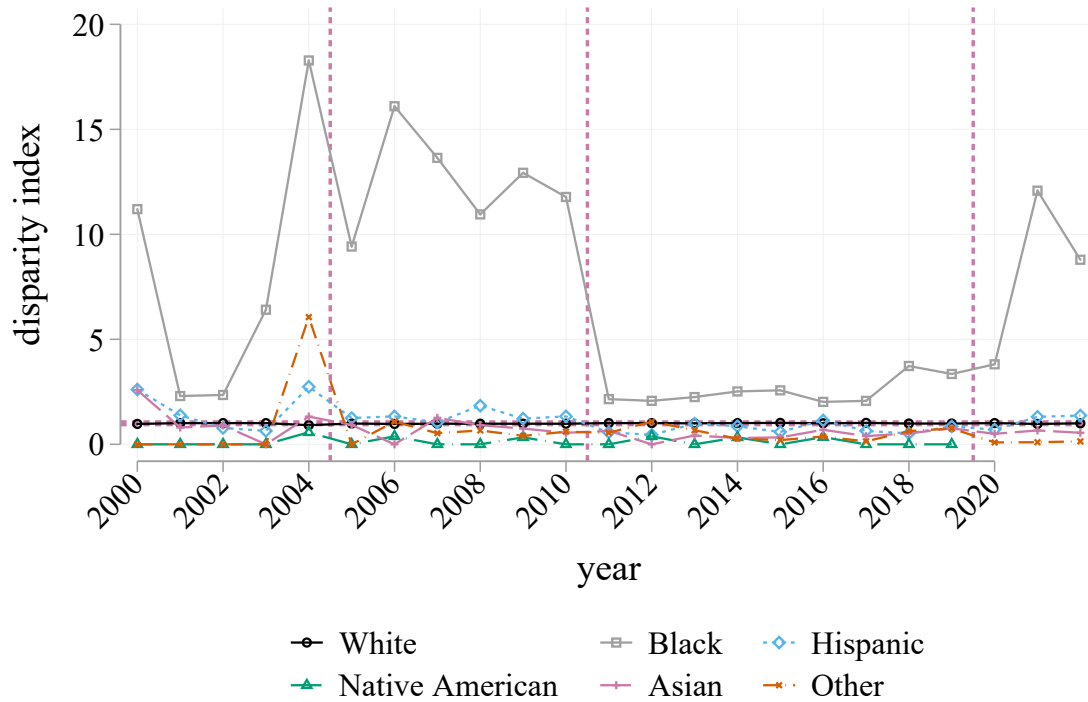 20
15
10
5
0
disparity index
2000 2002 2004 2006 2008 2010 2012 2014 2016 2018 2020
year
White Black Hispanic
Native American Asian Other